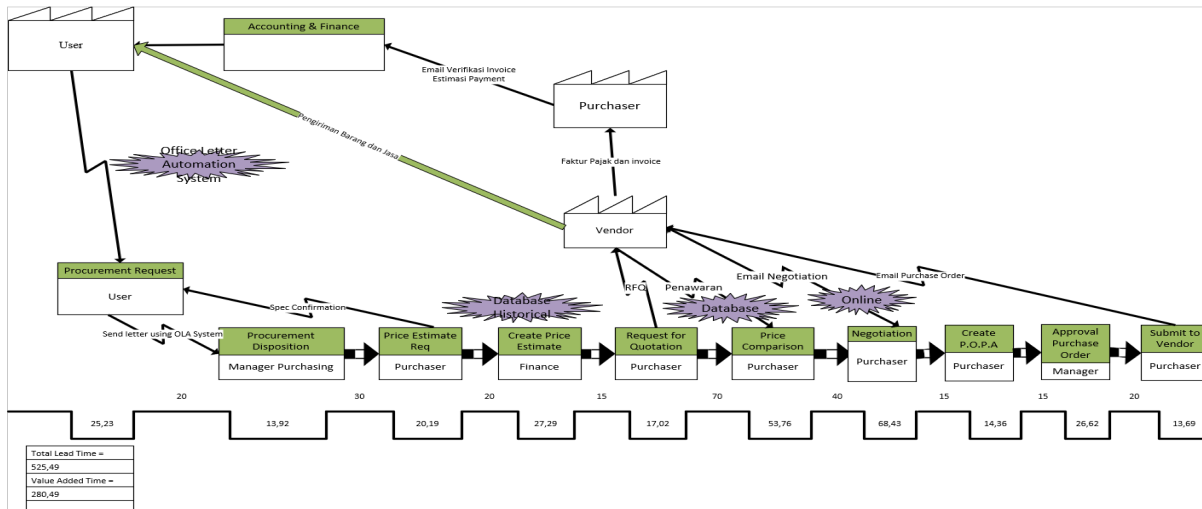 Accounting & Finance
User
Email Verifikasi Invoice
Estimasi Payment
Purchaser
Pengiriman Barang dan Jasa
Office Letter
Automation
System
Faktur Pajak dan invoice
Vendor
Procurement Request
User
Email Negotiation
Email Purchase Order
RFQ
Penawaran
Spec Confirmation
Database
Historical
Database
Online
Send letter using OLA System
Procurement
Disposition
Manager Purchasing
Price Estimate
Req
Purchaser
Create Price
Estimate
Finance
Request for
Quotation
Purchaser
Price
Comparison
Purchaser
Negotiation
Purchaser
Create
P.O.P.A
Purchaser
Approval
Purchase
Order
Manager
Submit to
Vendor
Purchaser
20
30
20
15
70
40
15
15
20
25,23
13,92
20,19
27,29
17,02
53,76
68,43
14,36
26,62
13,69
Total Lead Time =
525,49
Value Added Time =
280,49